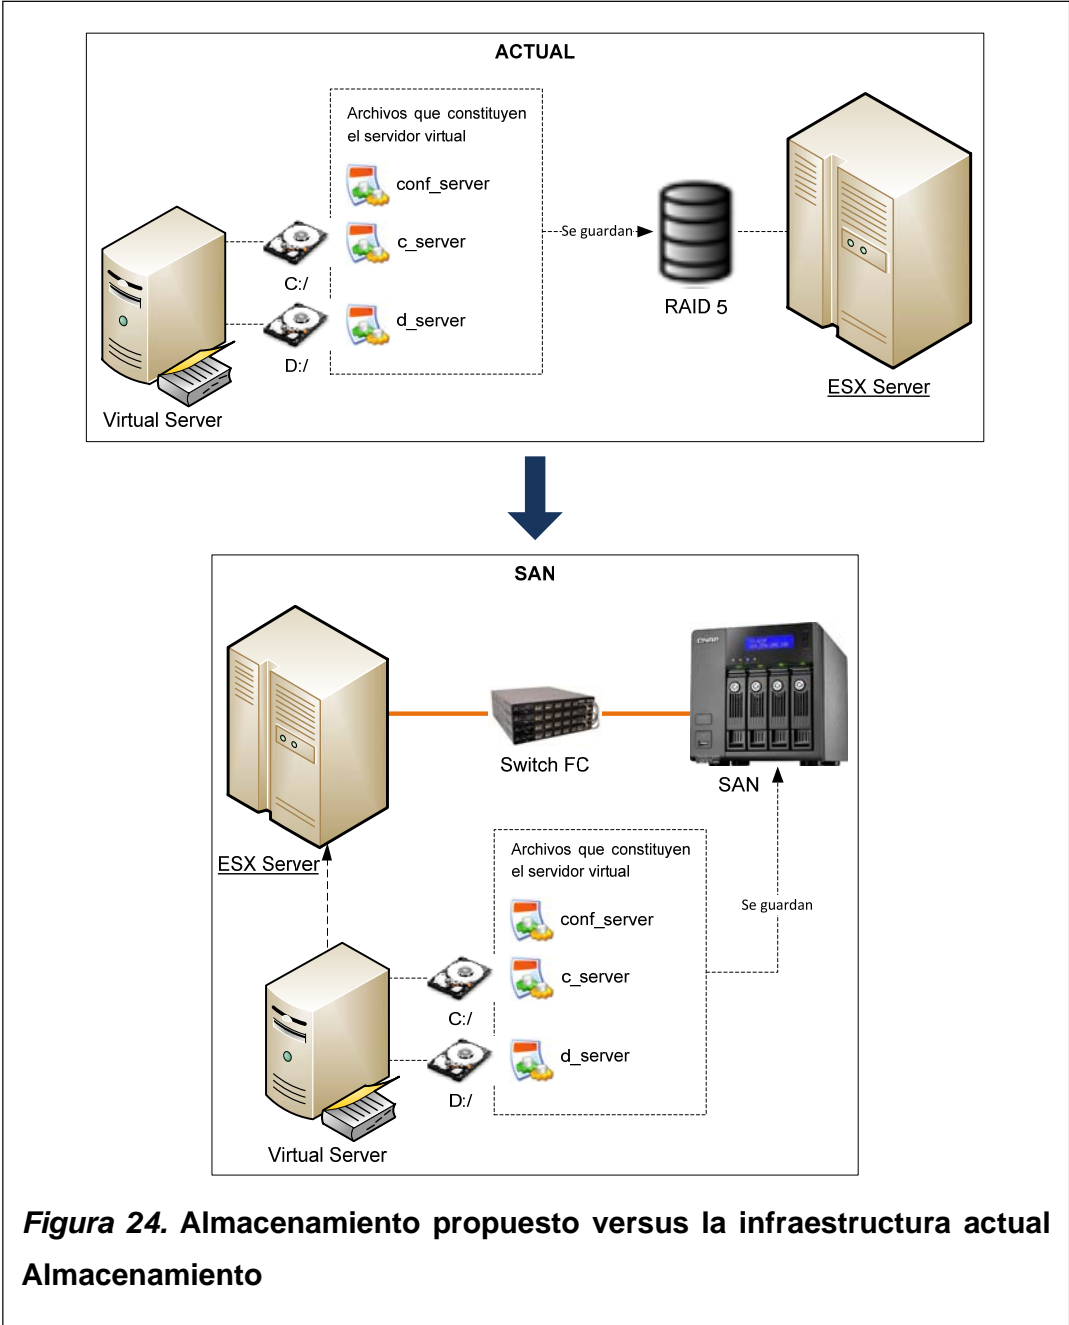 ACTUAL
Archivos que constituyen
el servidor virtual
conf_server
c_server
C:/
d_server
D:/
Virtual Server
Se guardan
RAID 5
ESX Server
SAN
Switch FC
SAN
ESX Server
Archivos que constituyen
el servidor virtual
conf_server
c_server
C:/
d_server
D:/
Virtual Server
Se guardan
Figura 24. Almacenamiento propuesto versus la infraestructura actual
Almacenamiento